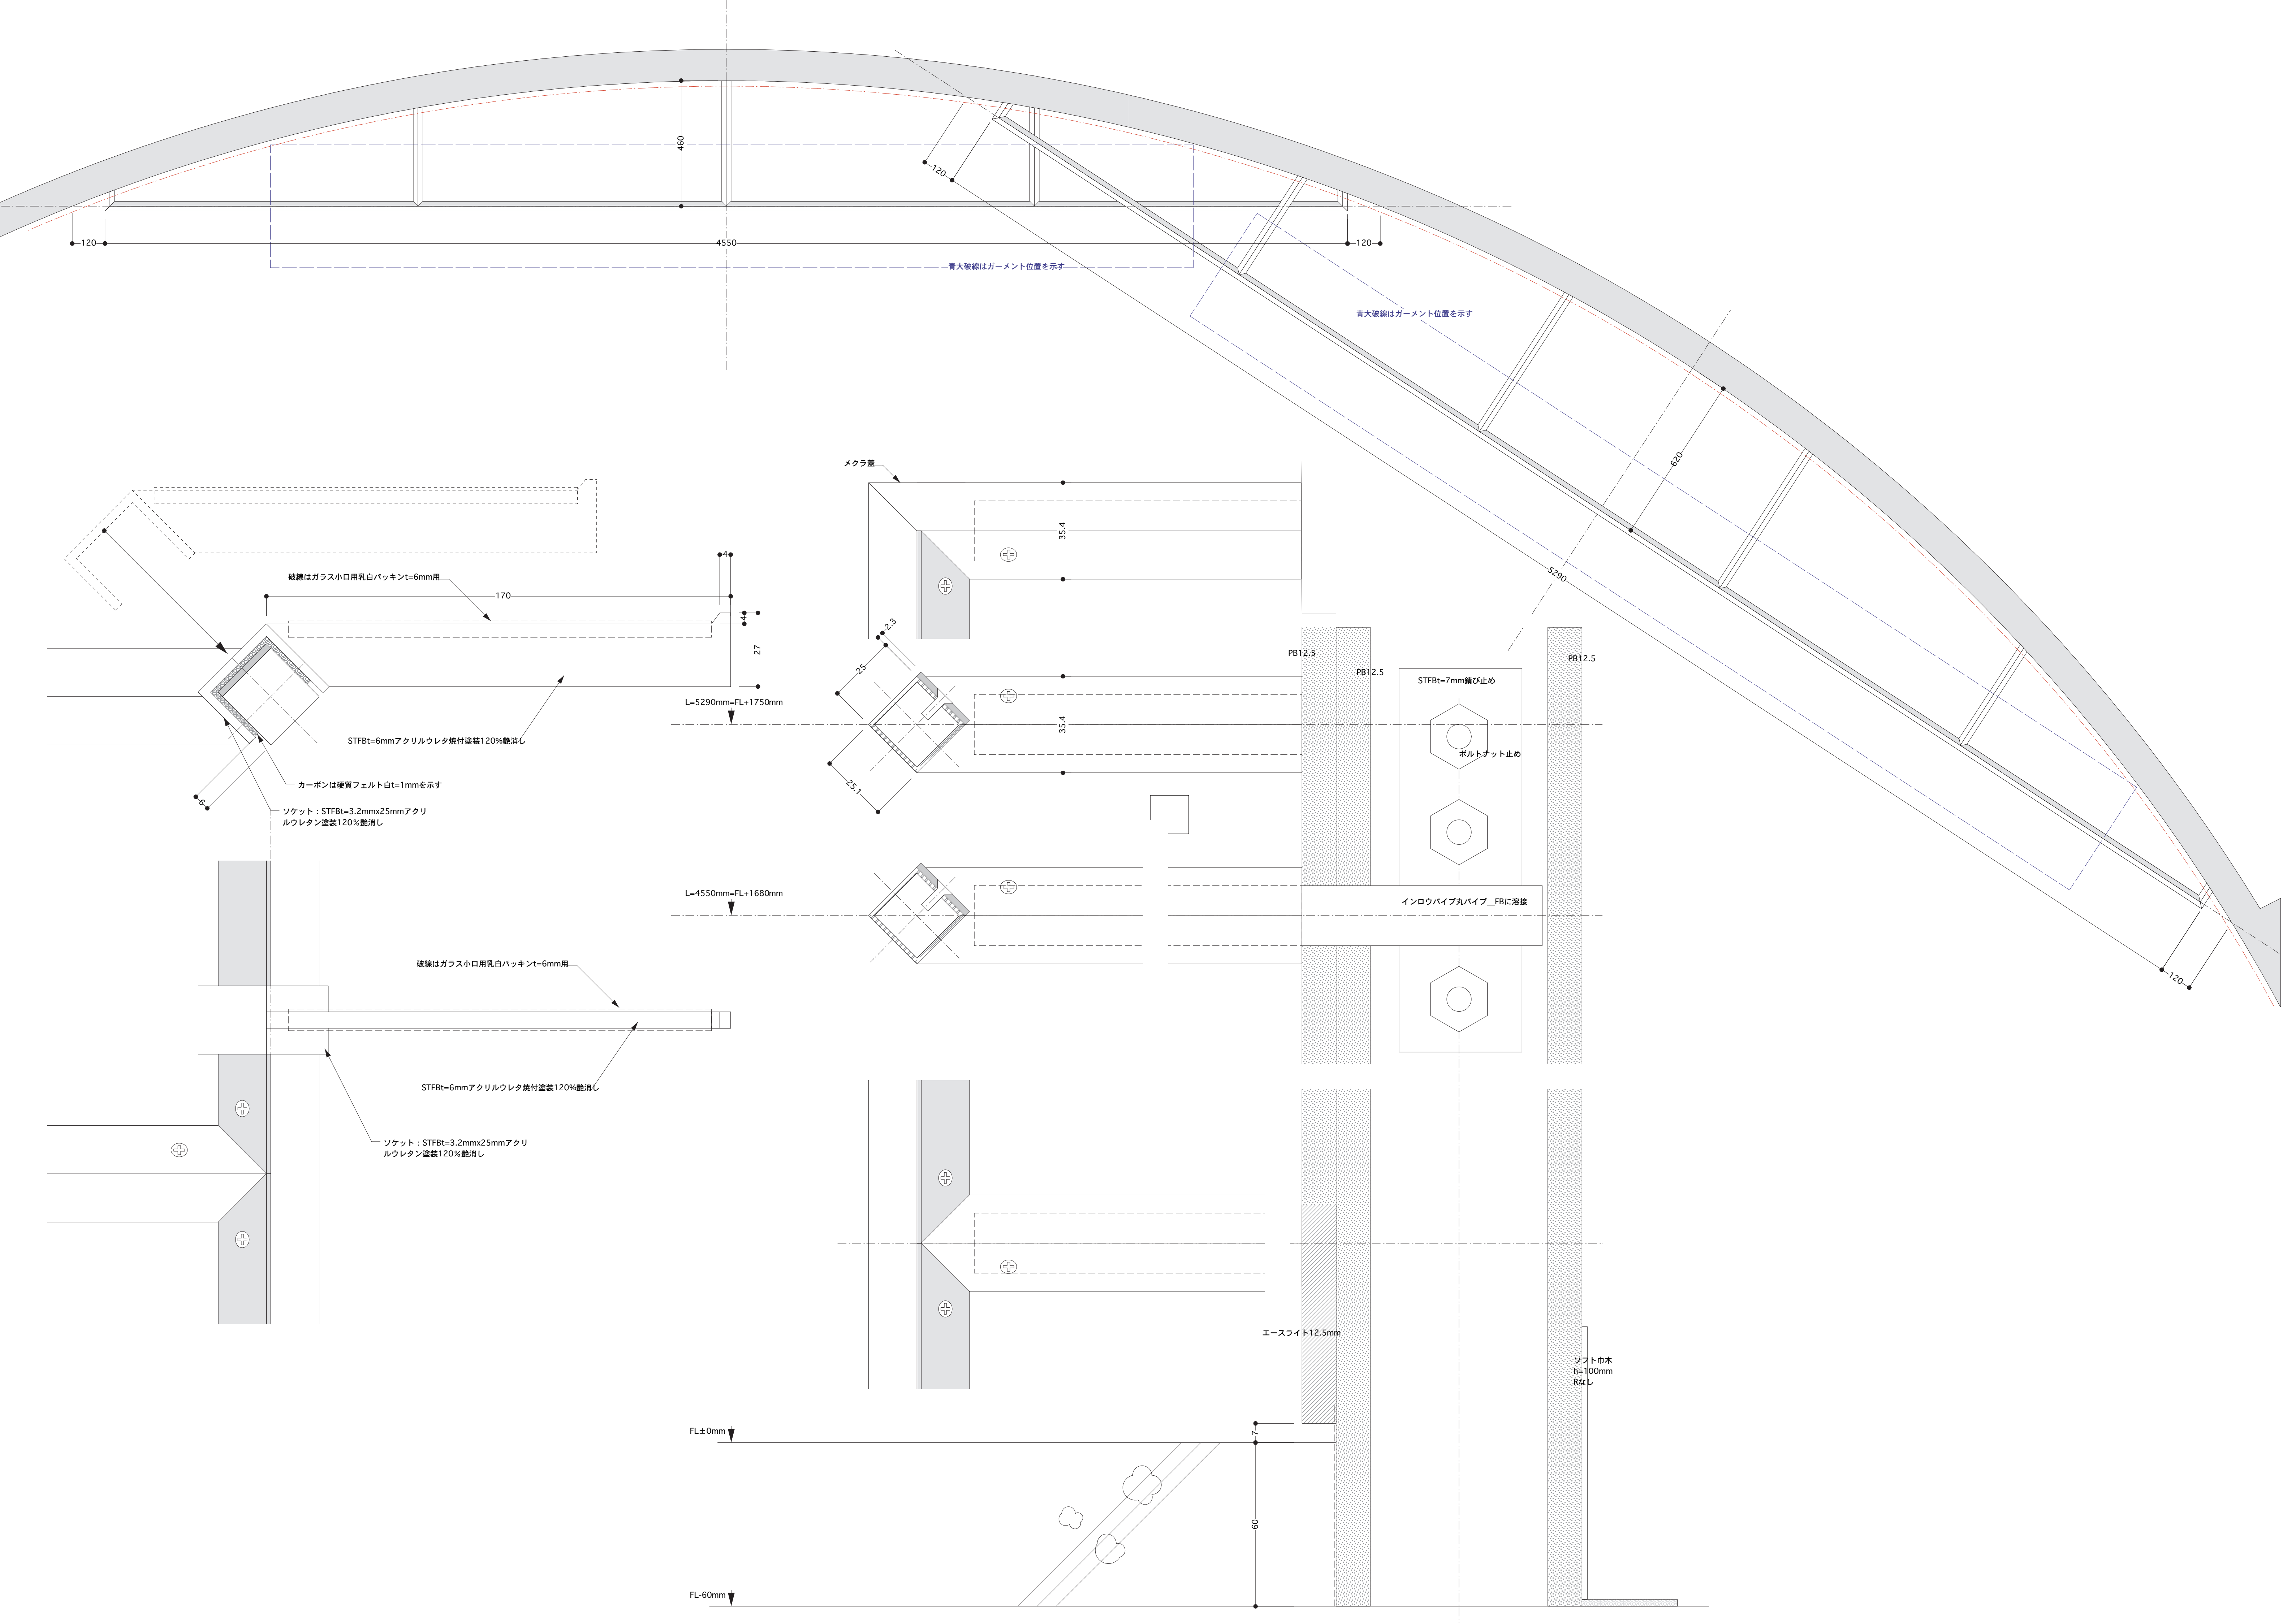 460
120
120
4550
120
青大破線はガーメント位置を示す
青大破線はガーメント位置を示す
620
5290
120
メクラ蓋
35.4
4
破線はガラス小口用乳白パッキンt=6mm用
170
4
27
2.3
25
PB12.5
PB12.5
PB12.5
STFBt=7mm錆び止め
L=5290mm=FL+1750mm
35.4
STFBt=6mmアクリルウレタ焼付塗装120%艶消し
ボルトナット止め
カーボンは硬質フェルト白t=1mmを示す
25.1
6
ソケット：STFBt=3.2mmx25mmアクリ
ルウレタン塗装120％艶消し
L=4550mm=FL+1680mm
インロウパイプ丸パイプ__FBに溶接
破線はガラス小口用乳白パッキンt=6mm用
STFBt=6mmアクリルウレタ焼付塗装120%艶消し
ソケット：STFBt=3.2mmx25mmアクリ
ルウレタン塗装120％艶消し
エースライト12.5mm
ソフト巾木
h=100mm
Rなし
FL±0mm
7
60
FL-60mm